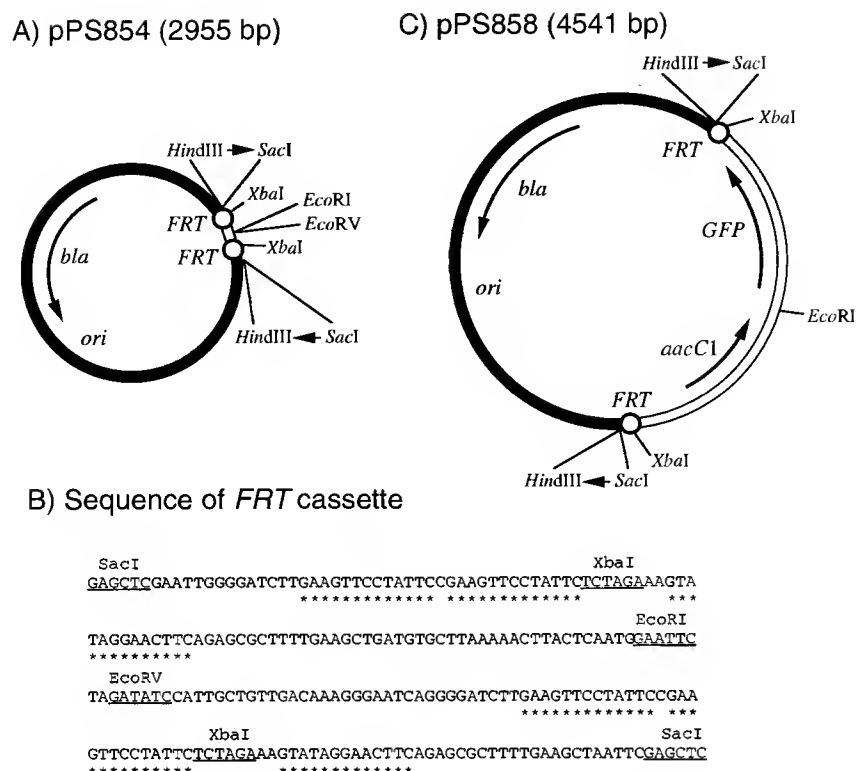 A) pPS854 (2955 bp)
HindIII → SacI
XbaI
EcoRI
EcoRV
FRT
FRT
XbaI
bla
ori
HindIII ← SacI
C) pPS858 (4541 bp)
HindIII → SacI
XbaI
FRT
bla
GFP
ori
EcoRI
aacC1
FRT
XbaI
HindIII ← SacI
B) Sequence of FRT cassette
SacI XbaI
GAGCTCGAATTGGGGATCTTGAAGTTCCTATTCCGAAGTTCCTATTCTCTAGAAAGTA
************* ************* ***
EcoRI
TAGGAACTTCAGAGCGCTTTTGAAGCTGATGTGCTTAAAAACTTACTCAATGGAATTC
**********
EcoRV
TAGATATCCATTGCTGTTGACAAAGGGAATCAGGGGATCTTGAAGTTCCTATTCCGAA
************* ***
XbaI SacI
GTTCCTATTCTCTAGAAAGTATAGGAACTTCAGAGCGCTTTTGAAGCTAATTCGAGCTC
********** *************